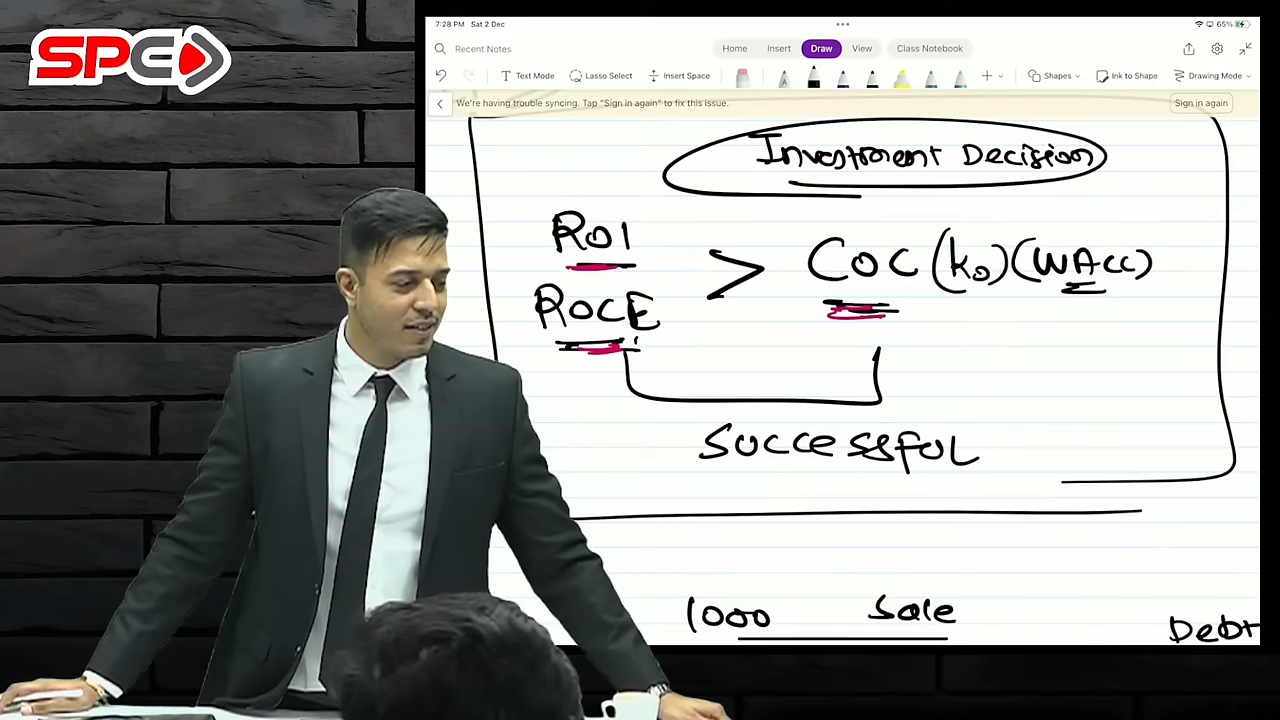 SPC
7:28 PM Sat 2 Dec
65%
Recent Notes
Home Insert Draw View Class Notebook
Text Mode Lasso Select Insert Space Shapes Ink to Shape Drawing Mode
We're having trouble syncing. Tap "Sign in again" to fix this issue. Sign in again
Investment Decision
ROI
ROCE > COC (ko) (WACC)
SUCCESSFUL
1000 Sale
Debt